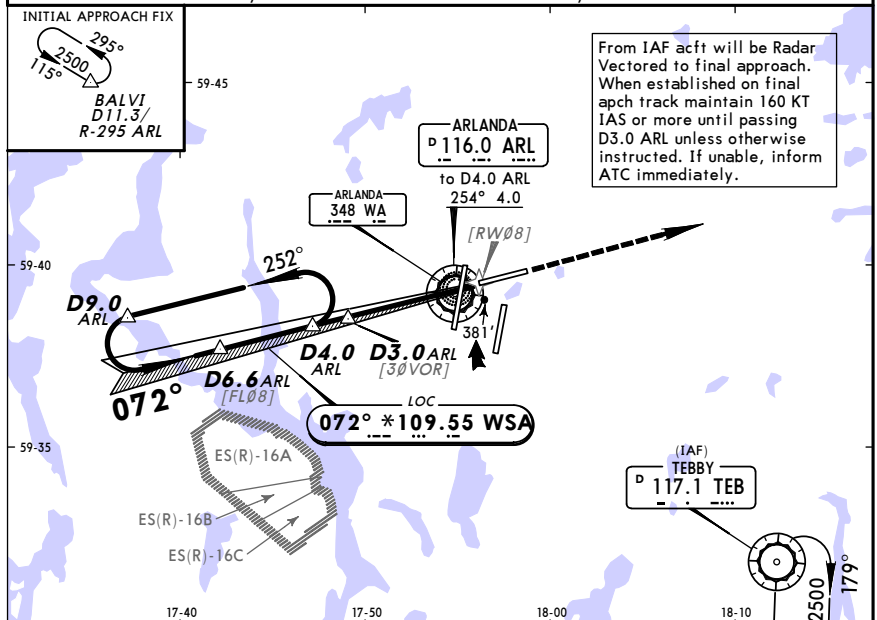 INITIAL APPROACH FIX
295°
2500
115°
BALVI
D11.3/
R-295 ARL
59-45
From IAF acft will be Radar
Vectored to final approach.
When established on final
apch track maintain 160 KT
IAS or more until passing
D3.0 ARL unless otherwise
instructed. If unable, inform
ATC immediately.
ARLANDA
D 116.0 ARL
to D4.0 ARL
254° 4.0
ARLANDA
348 WA
[RWØ8]
59-40
252°
D9.0
ARL
381'
D4.0
ARL
D3.0 ARL
[3ØVOR]
D6.6 ARL
[FLØ8]
072°
LOC
072° *109.55 WSA
59-35
ES(R)-16A
ES(R)-16B
ES(R)-16C
(IAF)
TEBBY
D 117.1 TEB
2500
179°
17-40
17-50
18-00
18-10